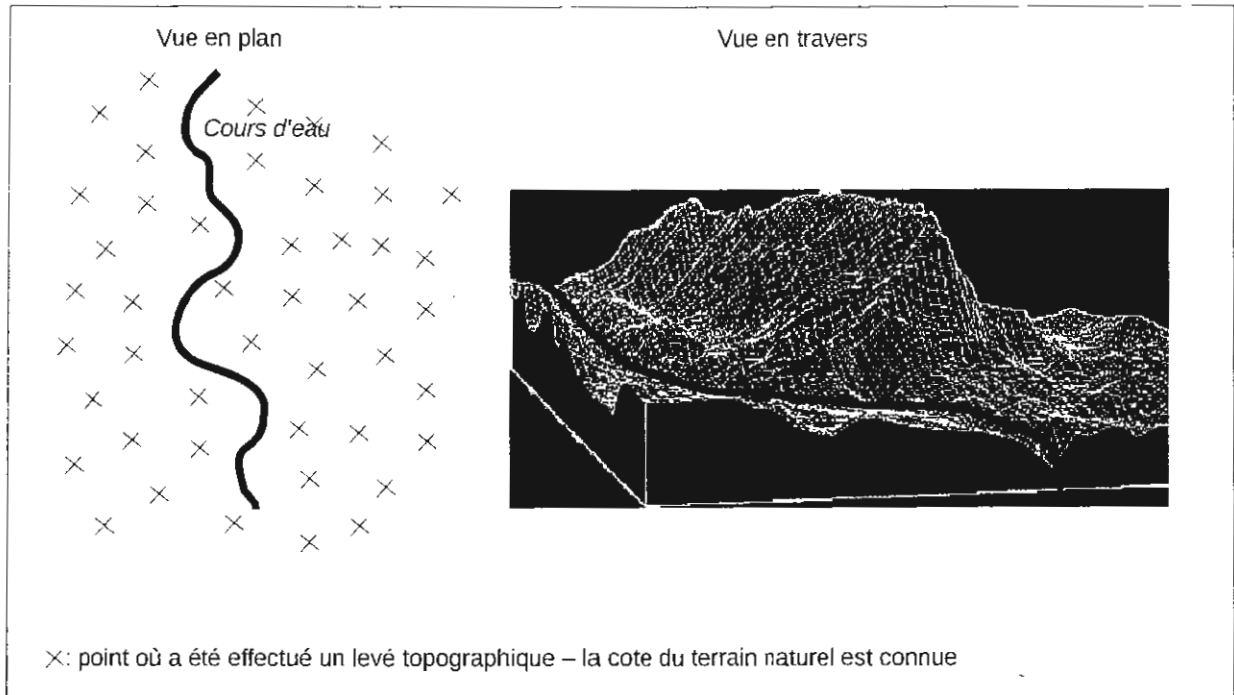 Vue en plan
Vue en travers
Cours d'eau
×: point où a été effectué un levé topographique – la cote du terrain naturel est connue